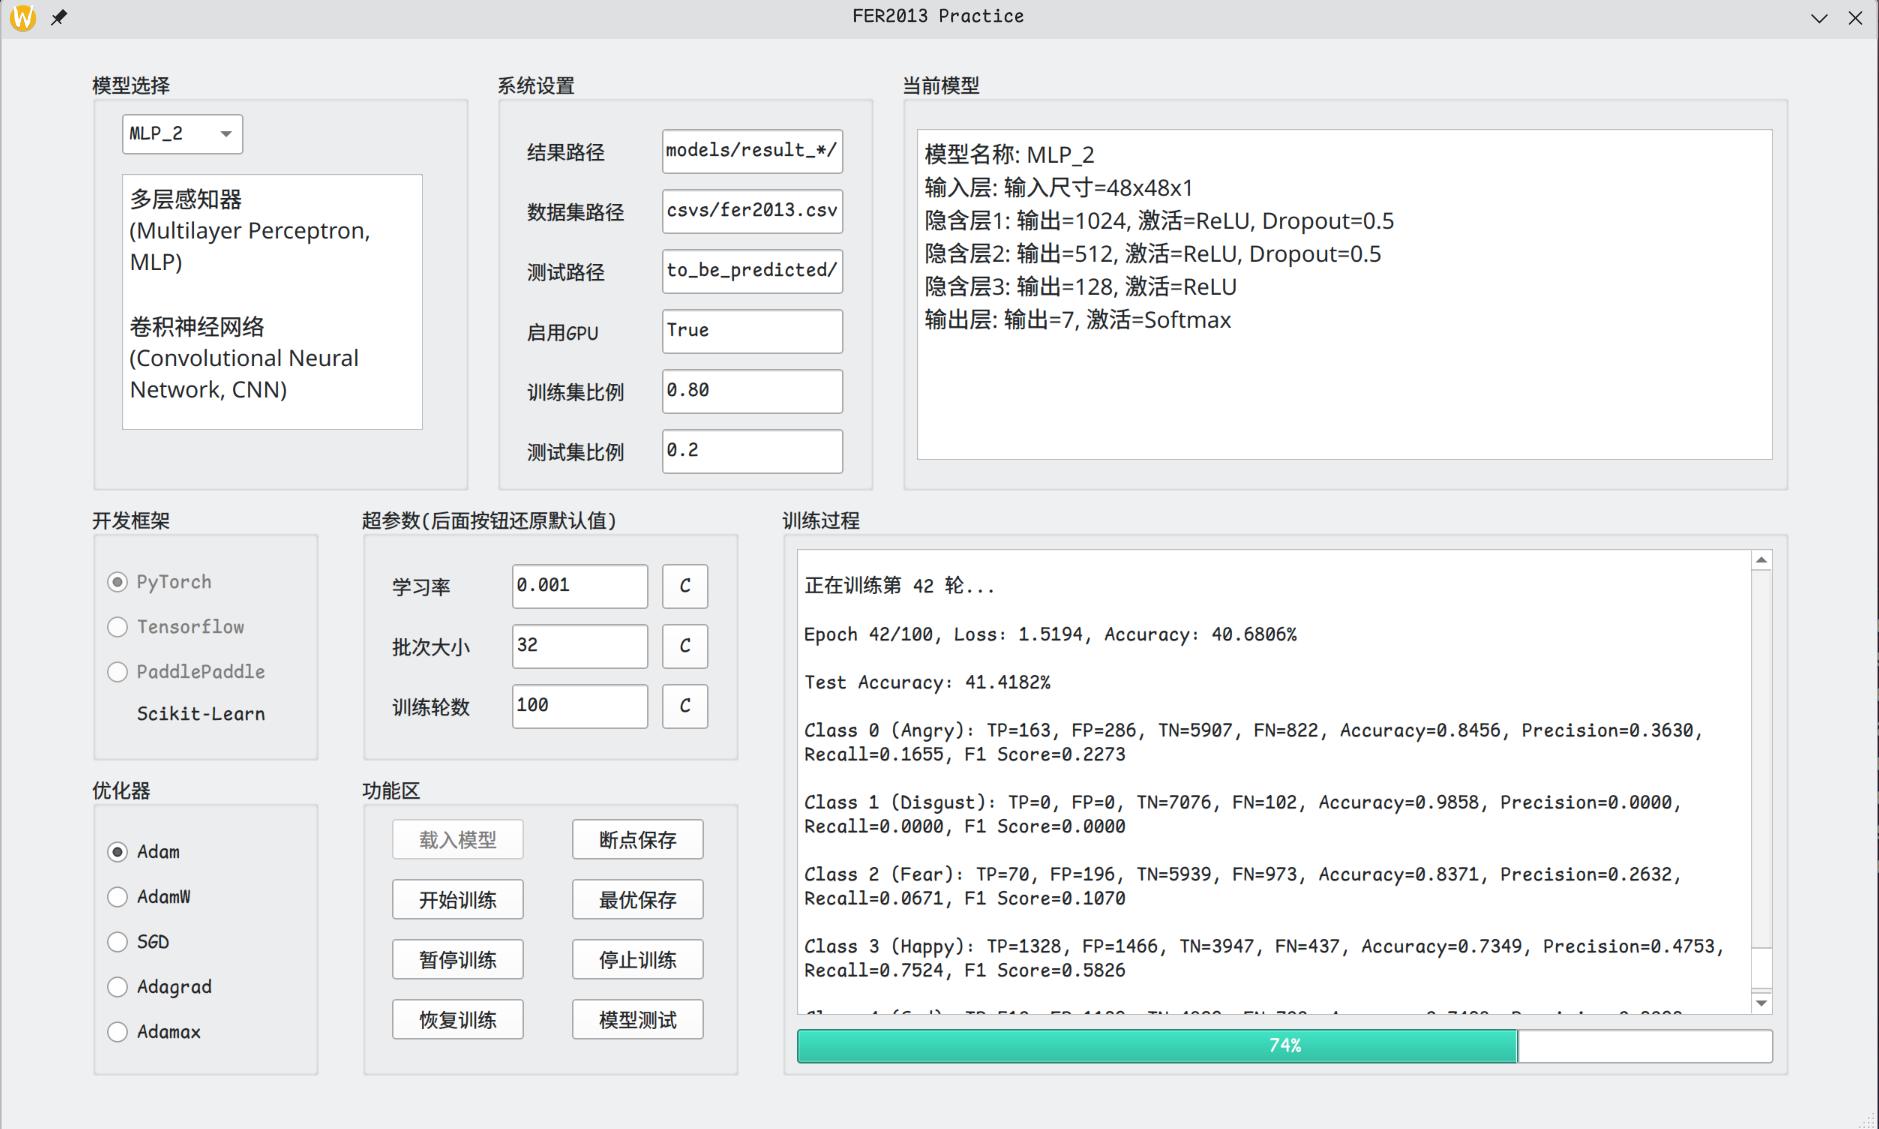 FER2013 Practice
模型选择
MLP_2
多层感知器
(Multilayer Perceptron,
MLP)
卷积神经网络
(Convolutional Neural
Network, CNN)
系统设置
结果路径 models/result_*/
数据集路径 csvs/fer2013.csv
测试路径 to_be_predicted/
启用GPU True
训练集比例 0.80
测试集比例 0.2
当前模型
模型名称: MLP_2
输入层: 输入尺寸=48x48x1
隐含层1: 输出=1024, 激活=ReLU, Dropout=0.5
隐含层2: 输出=512, 激活=ReLU, Dropout=0.5
隐含层3: 输出=128, 激活=ReLU
输出层: 输出=7, 激活=Softmax
开发框架
PyTorch
Tensorflow
PaddlePaddle
Scikit-Learn
超参数(后面按钮还原默认值)
学习率 0.001 C
批次大小 32 C
训练轮数 100 C
优化器
Adam
AdamW
SGD
Adagrad
Adamax
功能区
载入模型 断点保存
开始训练 最优保存
暂停训练 停止训练
恢复训练 模型测试
训练过程
正在训练第 42 轮...
Epoch 42/100, Loss: 1.5194, Accuracy: 40.6806%
Test Accuracy: 41.4182%
Class 0 (Angry): TP=163, FP=286, TN=5907, FN=822, Accuracy=0.8456, Precision=0.3630,
Recall=0.1655, F1 Score=0.2273
Class 1 (Disgust): TP=0, FP=0, TN=7076, FN=102, Accuracy=0.9858, Precision=0.0000,
Recall=0.0000, F1 Score=0.0000
Class 2 (Fear): TP=70, FP=196, TN=5939, FN=973, Accuracy=0.8371, Precision=0.2632,
Recall=0.0671, F1 Score=0.1070
Class 3 (Happy): TP=1328, FP=1466, TN=3947, FN=437, Accuracy=0.7349, Precision=0.4753,
Recall=0.7524, F1 Score=0.5826
74%